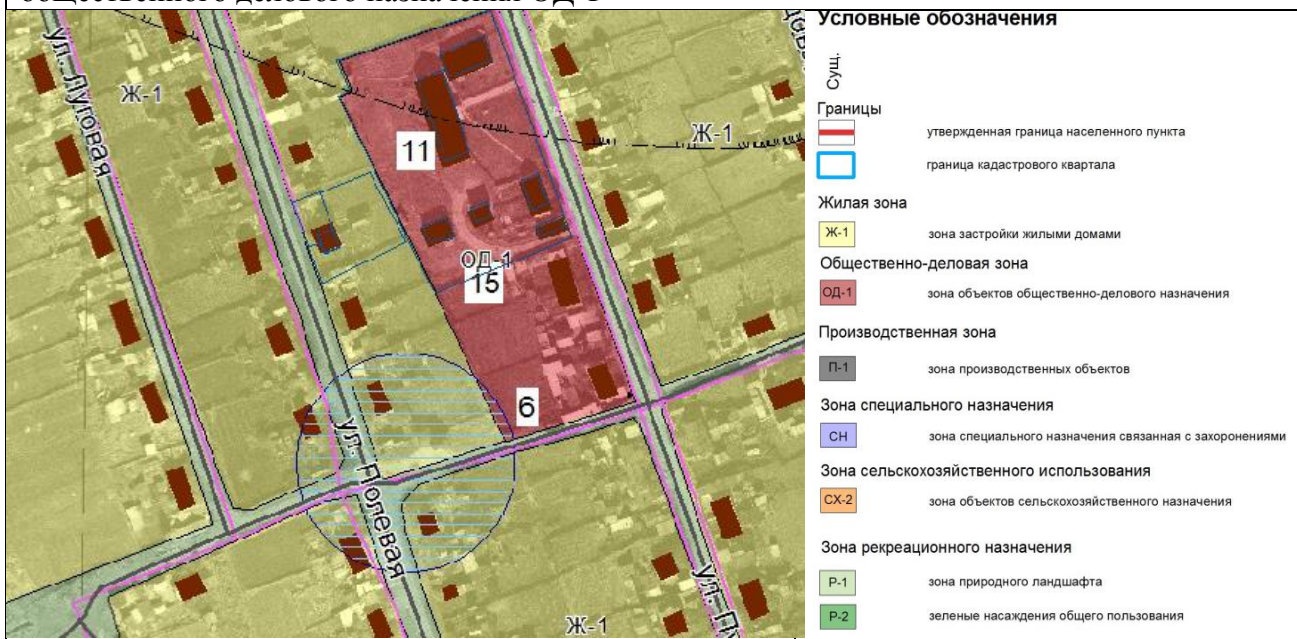 общественного делового назначения ОД-1
ул. Луговая
Ж-1
11
Ж-1
ОД-1
15
6
ул. Полевая
Ж-1
Условные обозначения
Сущ.
Границы
утвержденная граница населенного пункта
граница кадастрового квартала
Жилая зона
Ж-1 зона застройки жилыми домами
Общественно-деловая зона
ОД-1 зона объектов общественно-делового назначения
Производственная зона
П-1 зона производственных объектов
Зона специального назначения
СН зона специального назначения связанная с захоронениями
Зона сельскохозяйственного использования
СХ-2 зона объектов сельскохозяйственного назначения
Зона рекреационного назначения
Р-1 зона природного ландшафта
Р-2 зеленые насаждения общего пользования